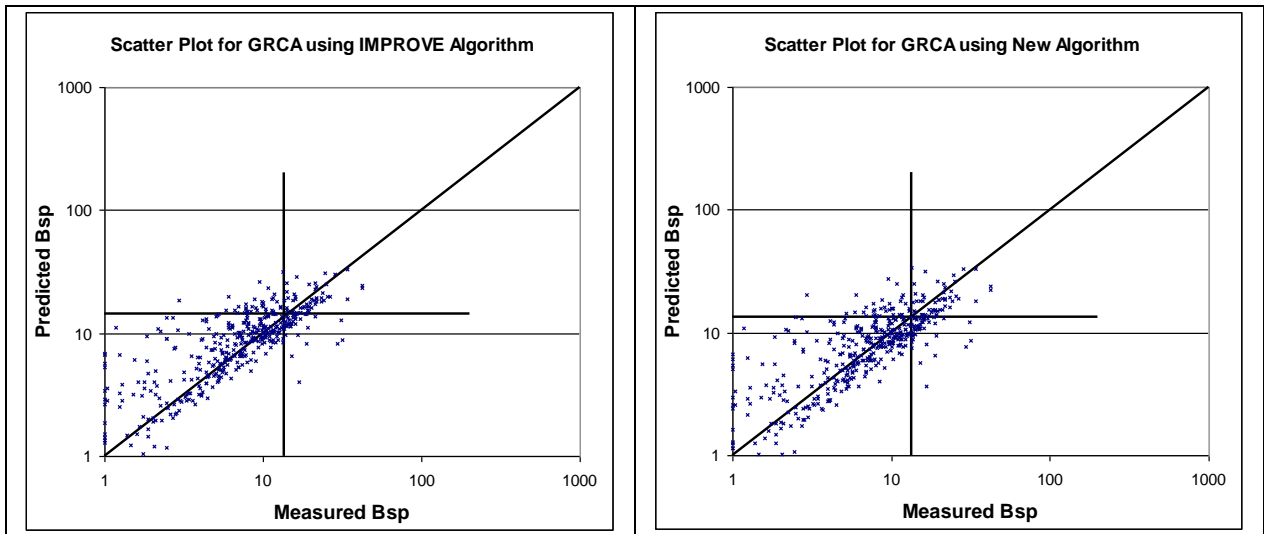 Scatter Plot for GRCA using IMPROVE Algorithm
1000
100
10
1
Predicted Bsp
1 10 100 1000
Measured Bsp
Scatter Plot for GRCA using New Algorithm
1000
100
10
1
Predicted Bsp
1 10 100 1000
Measured Bsp